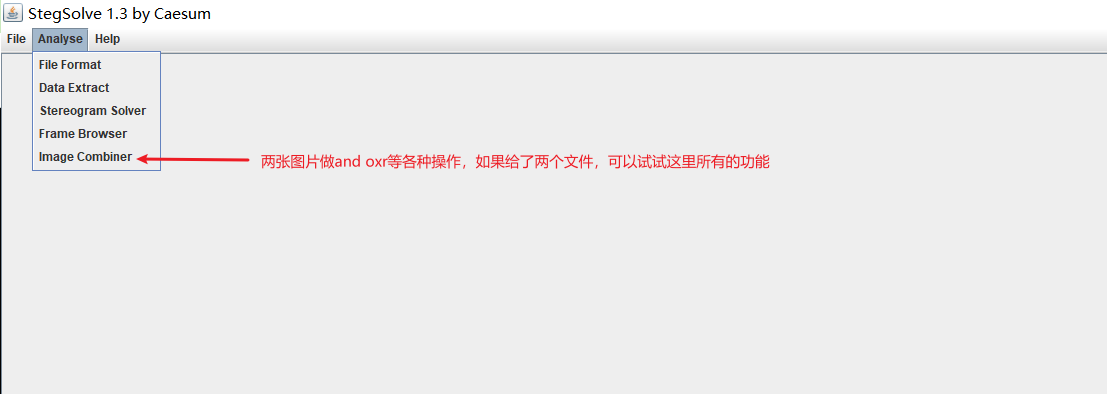 StegSolve 1.3 by Caesum
File Analyse Help
File Format
Data Extract
Stereogram Solver
Frame Browser
Image Combiner
两张图片做and oxr等各种操作，如果给了两个文件，可以试试这里所有的功能